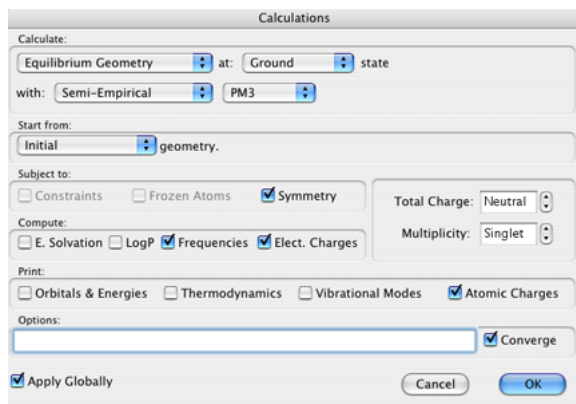 Calculations
Calculate:
Equilibrium Geometry at: Ground state
with: Semi-Empirical PM3
Start from:
Initial geometry.
Subject to:
Constraints Frozen Atoms Symmetry
Total Charge: Neutral
Multiplicity: Singlet
Compute:
E. Solvation LogP Frequencies Elect. Charges
Print:
Orbitals & Energies Thermodynamics Vibrational Modes Atomic Charges
Options:
Converge
Apply Globally
Cancel OK